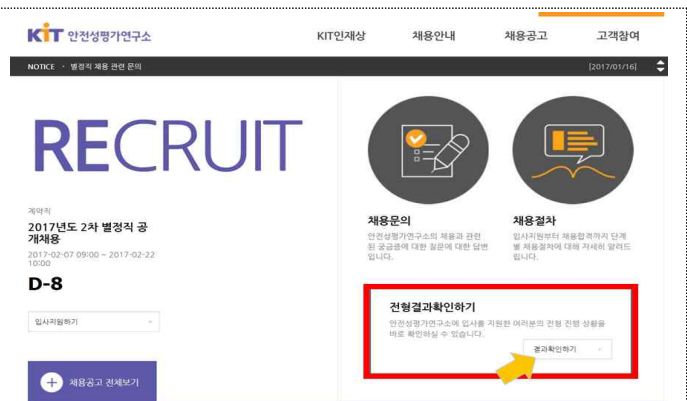 KIT 안전성평가연구소
KIT인재상 채용안내 채용공고 고객참여
NOTICE · 별정직 채용 관련 문의 [2017/01/16]
RECRUIT
계약직
2017년도 2차 별정직 공
개채용
2017-02-07 09:00 ~ 2017-02-22
10:00
D-8
입사지원하기
채용공고 전체보기
채용문의
안전성평가연구소의 채용과 관련
된 궁금증에 대한 질문에 대한 답변
입니다.
채용절차
입사지원부터 채용합격까지 단계
별 채용절차에 대해 자세히 알려드
립니다.
전형결과확인하기
안전성평가연구소에 입사를 지원한 여러분의 전형 진행 상황을
바로 확인하실 수 있습니다.
결과확인하기